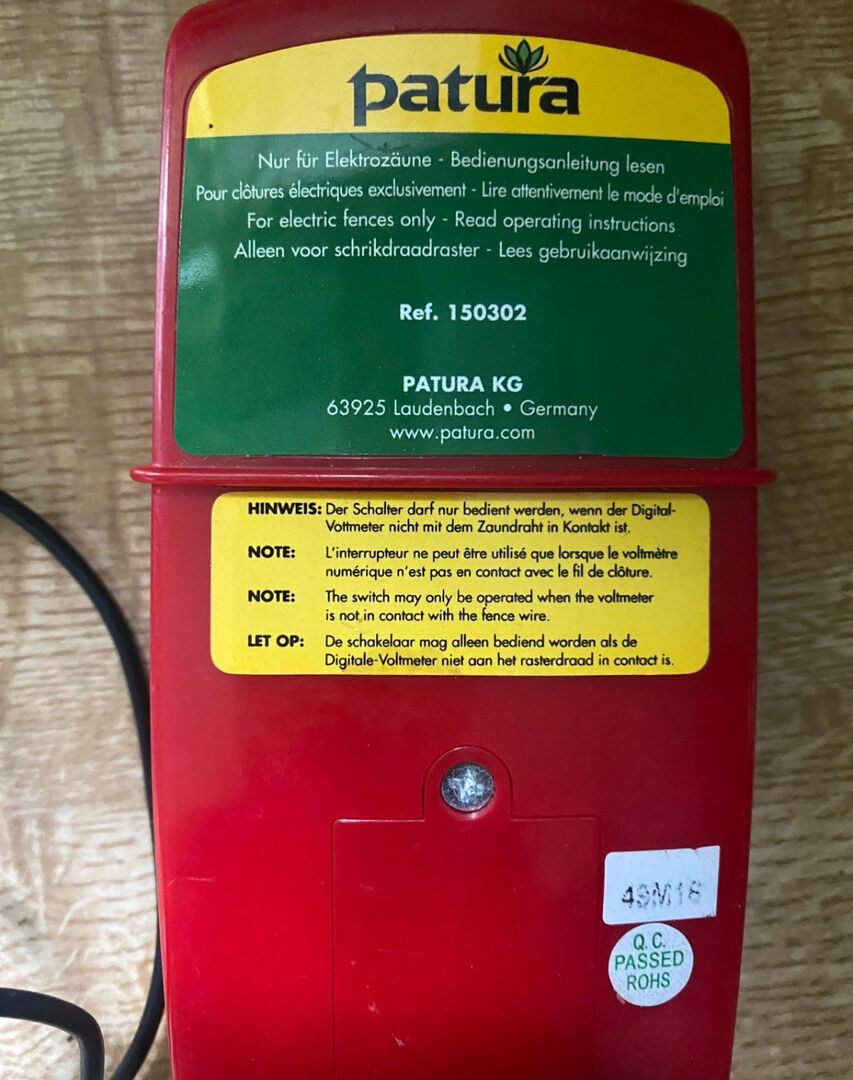 patura
Nur für Elektrozäune - Bedienungsanleitung lesen
Pour clôtures électriques exclusivement - Lire attentivement le mode d'emploi
For electric fences only - Read operating instructions
Alleen voor schrikdraadraster - Lees gebruikaanwijzing
Ref. 150302
PATURA KG
63925 Laudenbach • Germany
www.patura.com
HINWEIS: Der Schalter darf nur bedient werden, wenn der Digital-
Vottmeter nicht mit dem Zaundraht in Kontakt ist.
NOTE: L'interrupteur ne peut être utilisé que lorsque le voltmètre
numérique n'est pas en contact avec le fil de clôture.
NOTE: The switch may only be operated when the voltmeter
is not in contact with the fence wire.
LET OP: De schakelaar mag alleen bediend worden als de
Digitale-Voltmeter niet aan het rasterdraad in contact is.
Q.C.
PASSED
ROHS